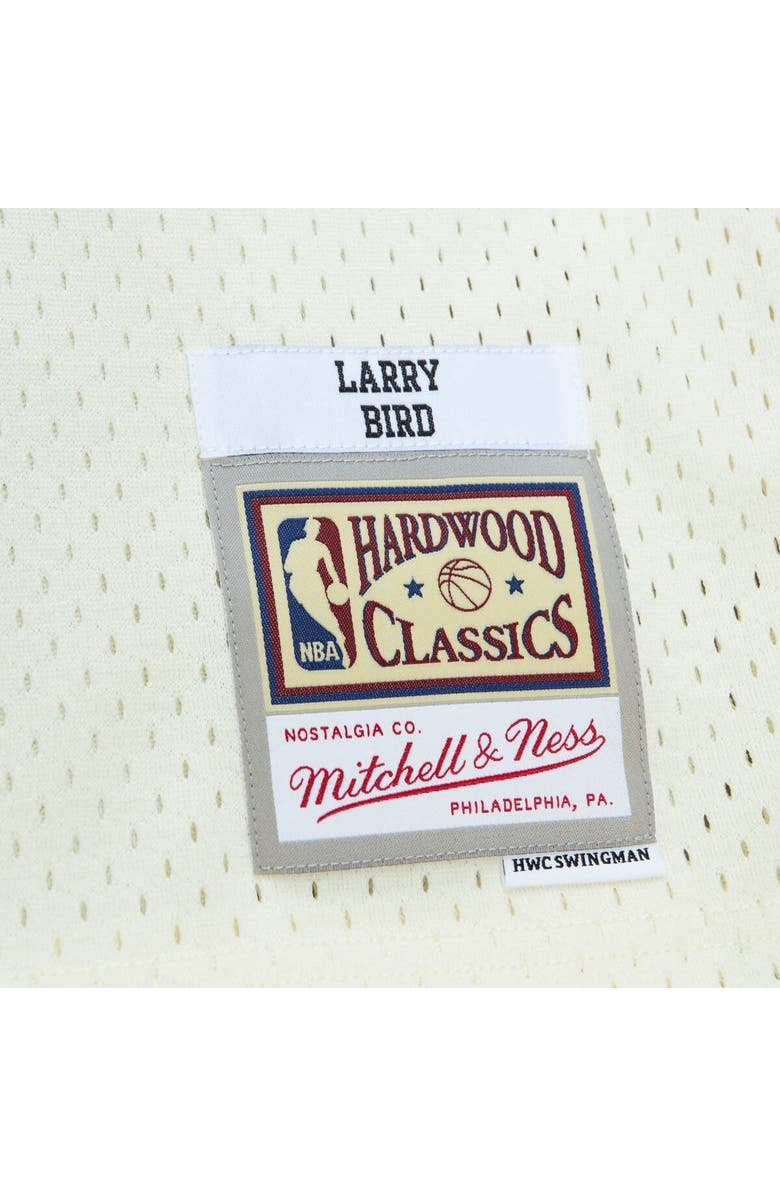 LARRY
BIRD
HARDWOOD
CLASSICS
NBA
NOSTALGIA CO.
Mitchell & Ness
PHILADELPHIA, PA.
HWC SWINGMAN